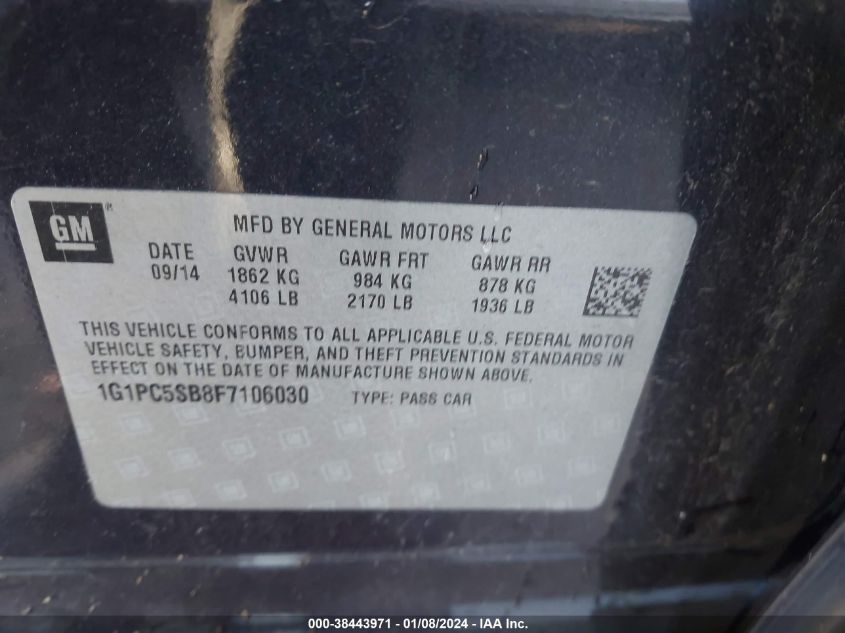 GM®
MFD BY GENERAL MOTORS LLC
DATE GVWR GAWR FRT GAWR RR
09/14 1862 KG 984 KG 878 KG
4106 LB 2170 LB 1936 LB
THIS VEHICLE CONFORMS TO ALL APPLICABLE U.S. FEDERAL MOTOR
VEHICLE SAFETY, BUMPER, AND THEFT PREVENTION STANDARDS IN
EFFECT ON THE DATE OF MANUFACTURE SHOWN ABOVE.
1G1PC5SB8F7106030 TYPE: PASS CAR
000-38443971 - 01/08/2024 - IAA Inc.